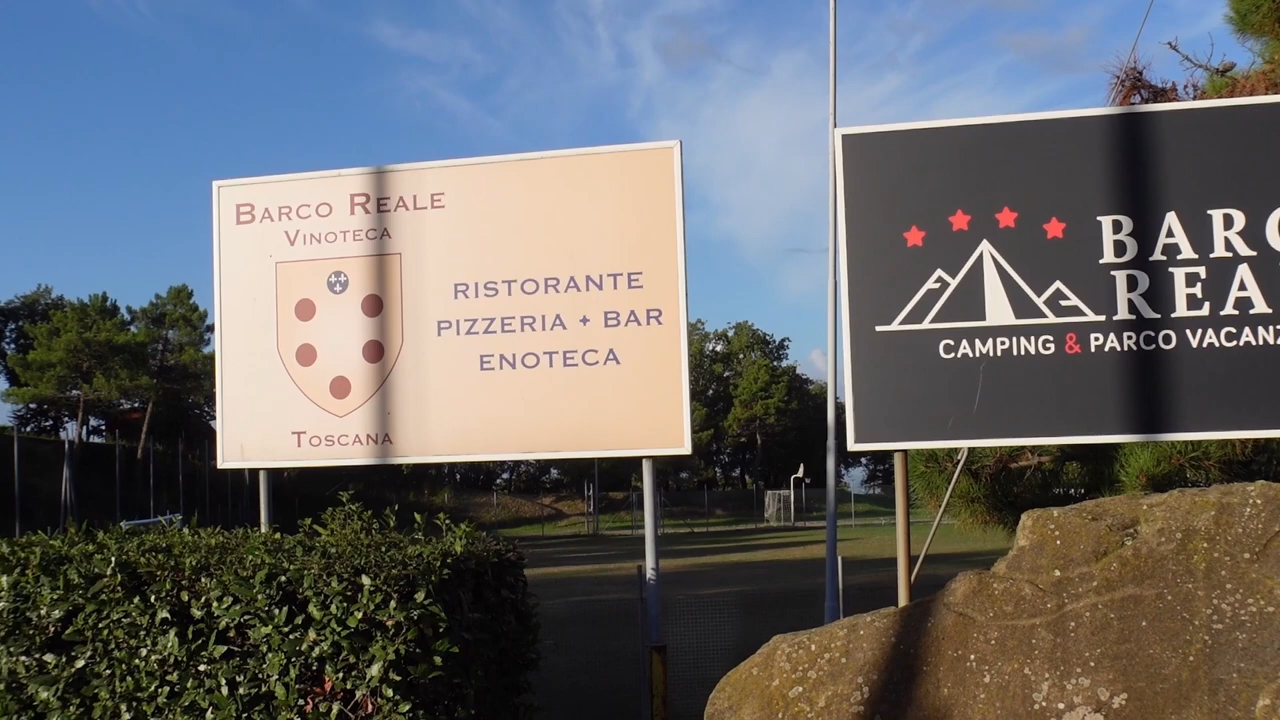 BARCO REALE
VINOTECA
TOSCANA
RISTORANTE
PIZZERIA + BAR
ENOTECA
BARC
REA
CAMPING & PARCO VACANZ